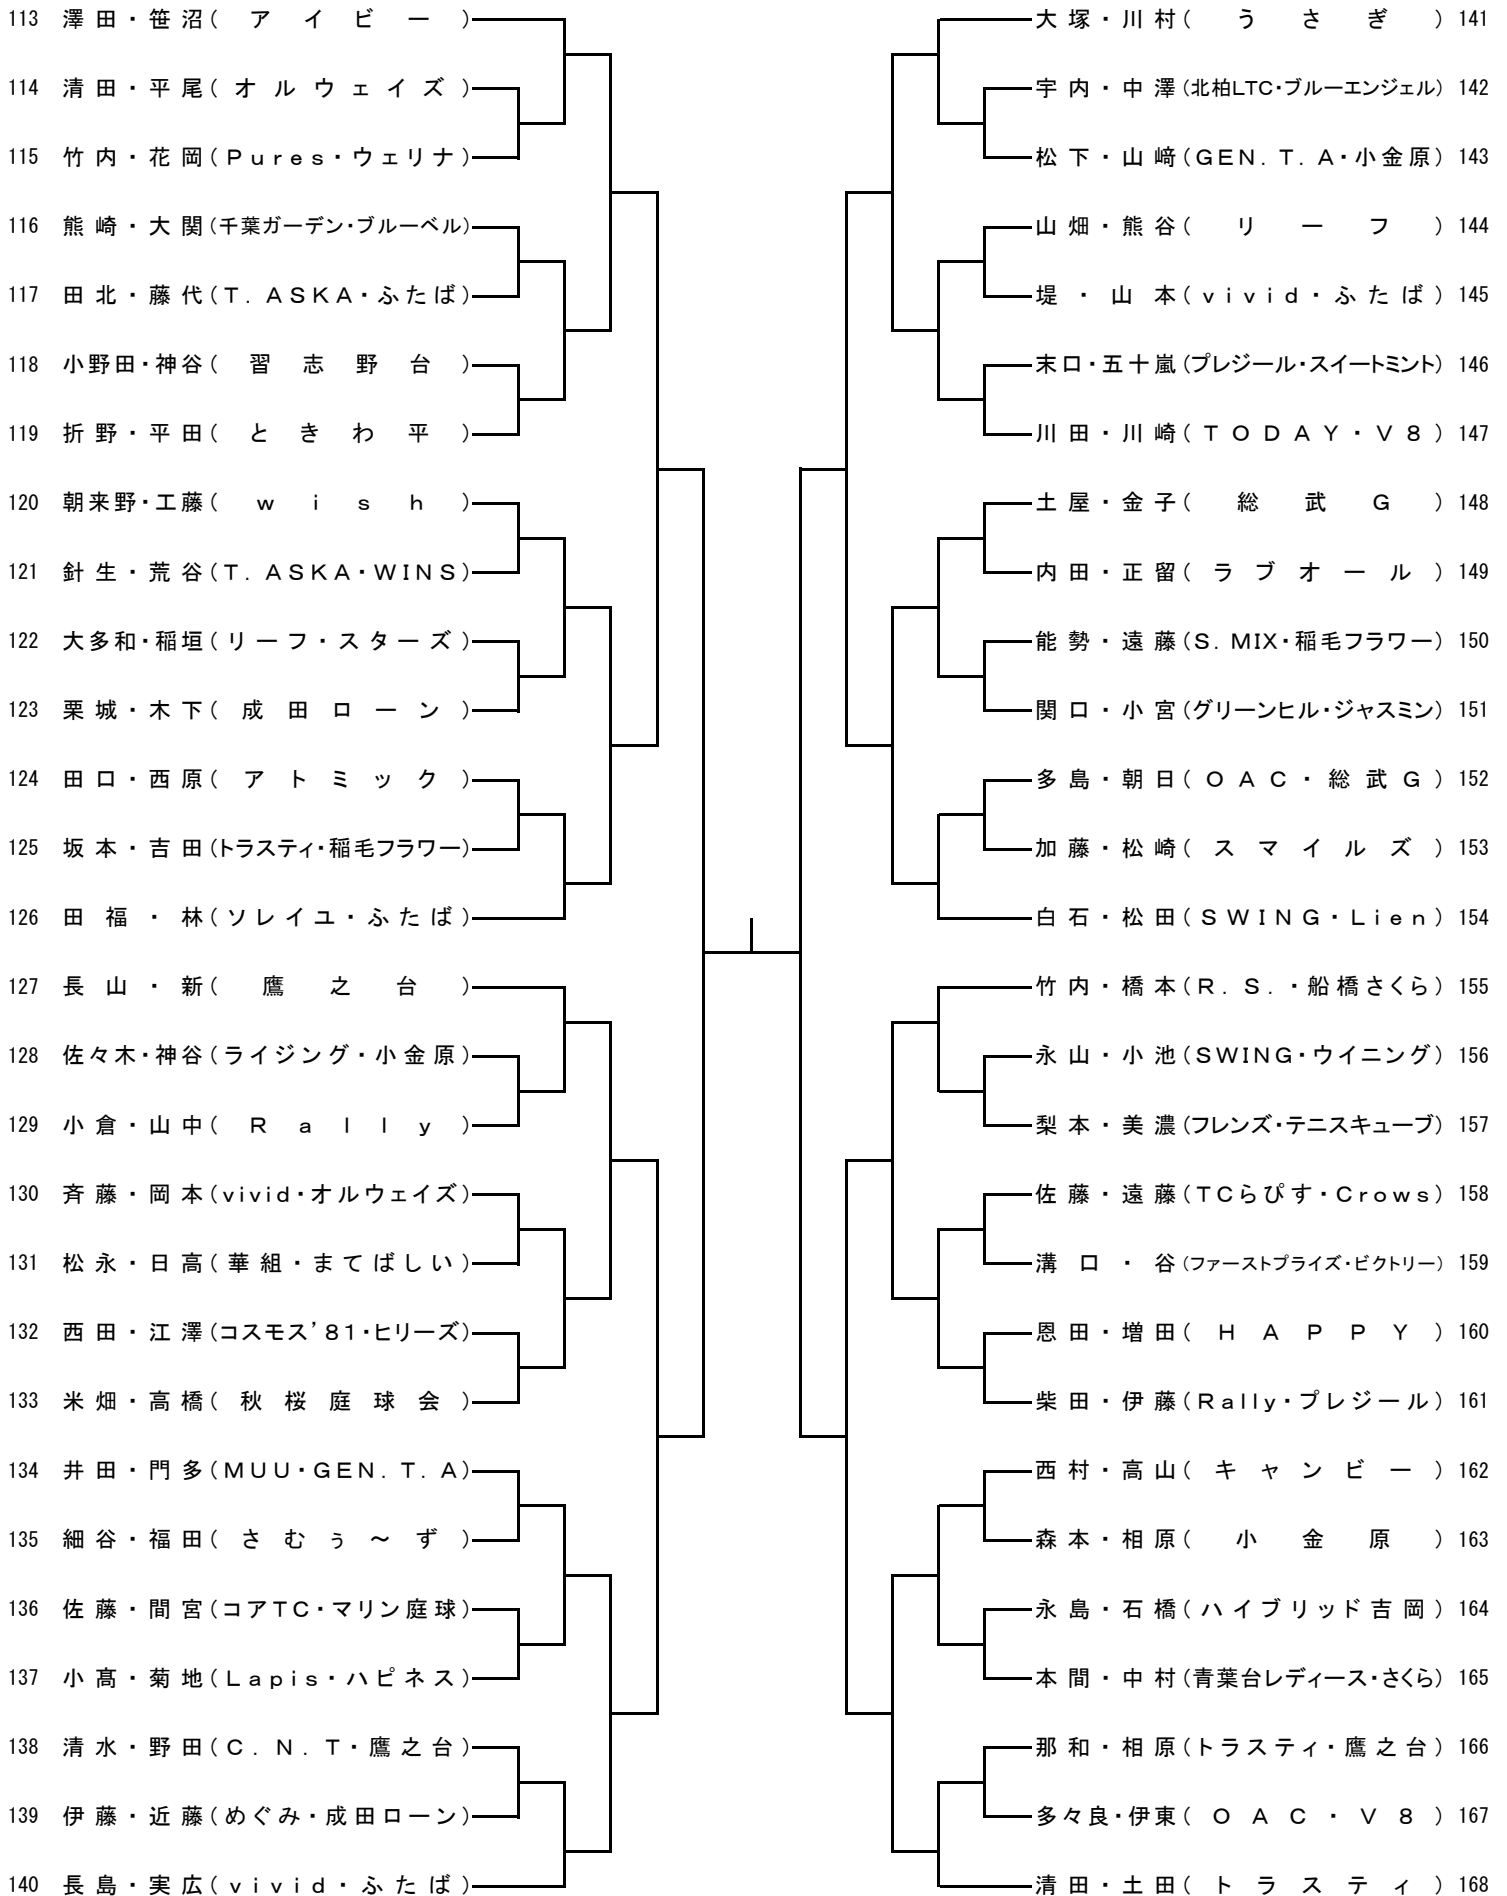 113 澤田・笹沼(アイビー)
114 清田・平尾(オルウェイズ)
115 竹内・花岡(Pures・ウェリナ)
116 熊崎・大関(千葉ガーデン・ブルーベル)
117 田北・藤代(T.ASKA・ふたば)
118 小野田・神谷(習志野台)
119 折野・平田(ときわ平)
120 朝来野・工藤(wish)
121 針生・荒谷(T.ASKA・WINS)
122 大多和・稲垣(リーフ・スターズ)
123 栗城・木下(成田ローン)
124 田口・西原(アトミック)
125 坂本・吉田(トラスティ・稲毛フラワー)
126 田福・林(ソレイユ・ふたば)
127 長山・新(鷹之台)
128 佐々木・神谷(ライジング・小金原)
129 小倉・山中(Rally)
130 斉藤・岡本(vivid・オルウェイズ)
131 松永・日高(華組・まてばしい)
132 西田・江澤(コスモス’81・ヒリーズ)
133 米畑・高橋(秋桜庭球会)
134 井田・門多(MUU・GEN.T.A)
135 細谷・福田(さむぅ～ず)
136 佐藤・間宮(コアTC・マリン庭球)
137 小髙・菊地(Lapis・ハピネス)
138 清水・野田(C.N.T・鷹之台)
139 伊藤・近藤(めぐみ・成田ローン)
140 長島・実広(vivid・ふたば)
大塚・川村(うさぎ) 141
宇内・中澤(北柏LTC・ブルーエンジェル) 142
松下・山﨑(GEN.T.A・小金原) 143
山畑・熊谷(リーフ) 144
堤・山本(vivid・ふたば) 145
末口・五十嵐(プレジール・スイートミント) 146
川田・川崎(TODAY・V8) 147
土屋・金子(総武G) 148
内田・正留(ラブオール) 149
能勢・遠藤(S.MIX・稲毛フラワー) 150
関口・小宮(グリーンヒル・ジャスミン) 151
多島・朝日(OAC・総武G) 152
加藤・松崎(スマイルズ) 153
白石・松田(SWING・Lien) 154
竹内・橋本(R.S.・船橋さくら) 155
永山・小池(SWING・ウイニング) 156
梨本・美濃(フレンズ・テニスキューブ) 157
佐藤・遠藤(TCらぴす・Crows) 158
溝口・谷(ファーストプライズ・ビクトリー) 159
恩田・増田(HAPPY) 160
柴田・伊藤(Rally・プレジール) 161
西村・高山(キャンビー) 162
森本・相原(小金原) 163
永島・石橋(ハイブリッド吉岡) 164
本間・中村(青葉台レディース・さくら) 165
那和・相原(トラスティ・鷹之台) 166
多々良・伊東(OAC・V8) 167
清田・土田(トラスティ) 168